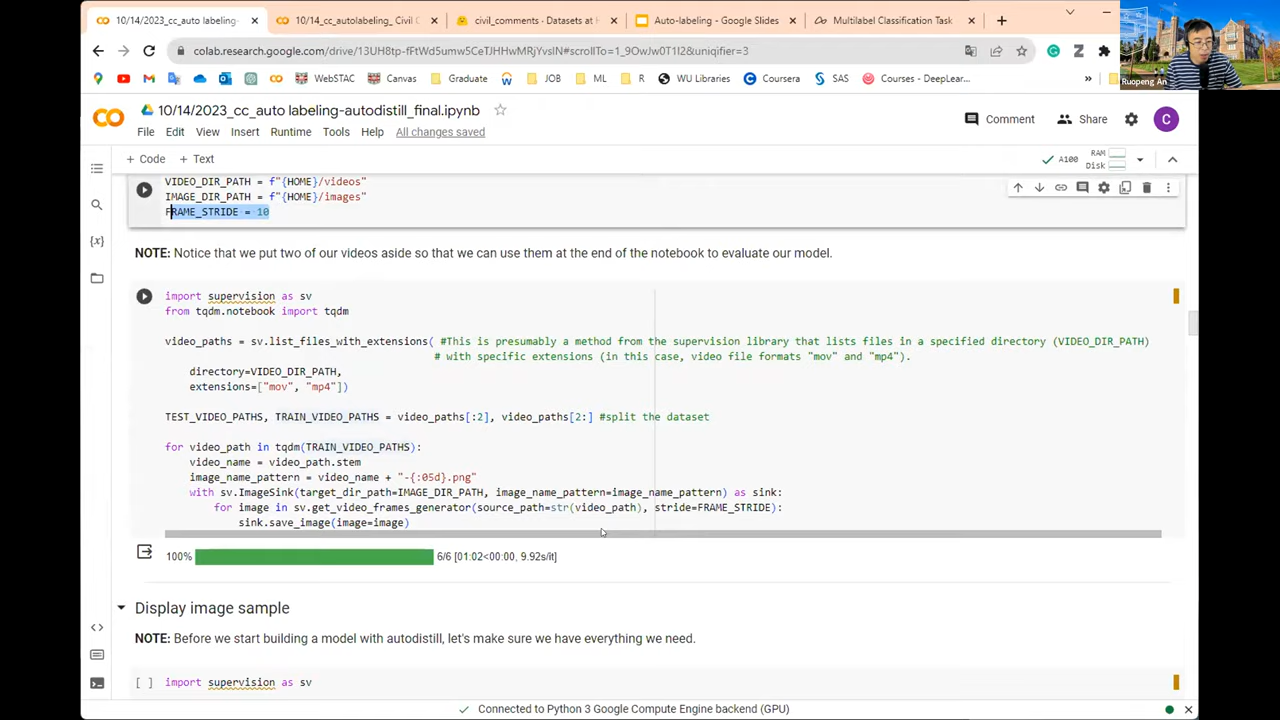 10/14/2023_cc_auto labeling-
10/14_cc_autolabeling_ Civil C
civil_comments · Datasets at H
Auto-labeling - Google Slides
Multilabel Classification Task
colab.research.google.com/drive/13UH8tp-fFtWd5umw5CeTJHHwMRjYvslN#scrollTo=1_9OwJw0T1I2&uniqifier=3
WebSTAC
Canvas
Graduate
JOB
ML
R
WU Libraries
Coursera
SAS
Courses - DeepLear...
Ruopeng An
10/14/2023_cc_auto labeling-autodistill_final.ipynb
Comment
Share
C
File Edit View Insert Runtime Tools Help All changes saved
+ Code + Text
A100
RAM
Disk
VIDEO_DIR_PATH = f"{HOME}/videos"
IMAGE_DIR_PATH = f"{HOME}/images"
FRAME_STRIDE = 10
NOTE: Notice that we put two of our videos aside so that we can use them at the end of the notebook to evaluate our model.
import supervision as sv
from tqdm.notebook import tqdm
video_paths = sv.list_files_with_extensions( #This is presumably a method from the supervision library that lists files in a specified directory (VIDEO_DIR_PATH)
# with specific extensions (in this case, video file formats "mov" and "mp4").
directory=VIDEO_DIR_PATH,
extensions=["mov", "mp4"])
TEST_VIDEO_PATHS, TRAIN_VIDEO_PATHS = video_paths[:2], video_paths[2:] #split the dataset
for video_path in tqdm(TRAIN_VIDEO_PATHS):
video_name = video_path.stem
image_name_pattern = video_name + "-{:05d}.png"
with sv.ImageSink(target_dir_path=IMAGE_DIR_PATH, image_name_pattern=image_name_pattern) as sink:
for image in sv.get_video_frames_generator(source_path=str(video_path), stride=FRAME_STRIDE):
sink.save_image(image=image)
100% 6/6 [01:02<00:00, 9.92s/it]
Display image sample
NOTE: Before we start building a model with autodistill, let's make sure we have everything we need.
[ ] import supervision as sv
Connected to Python 3 Google Compute Engine backend (GPU)